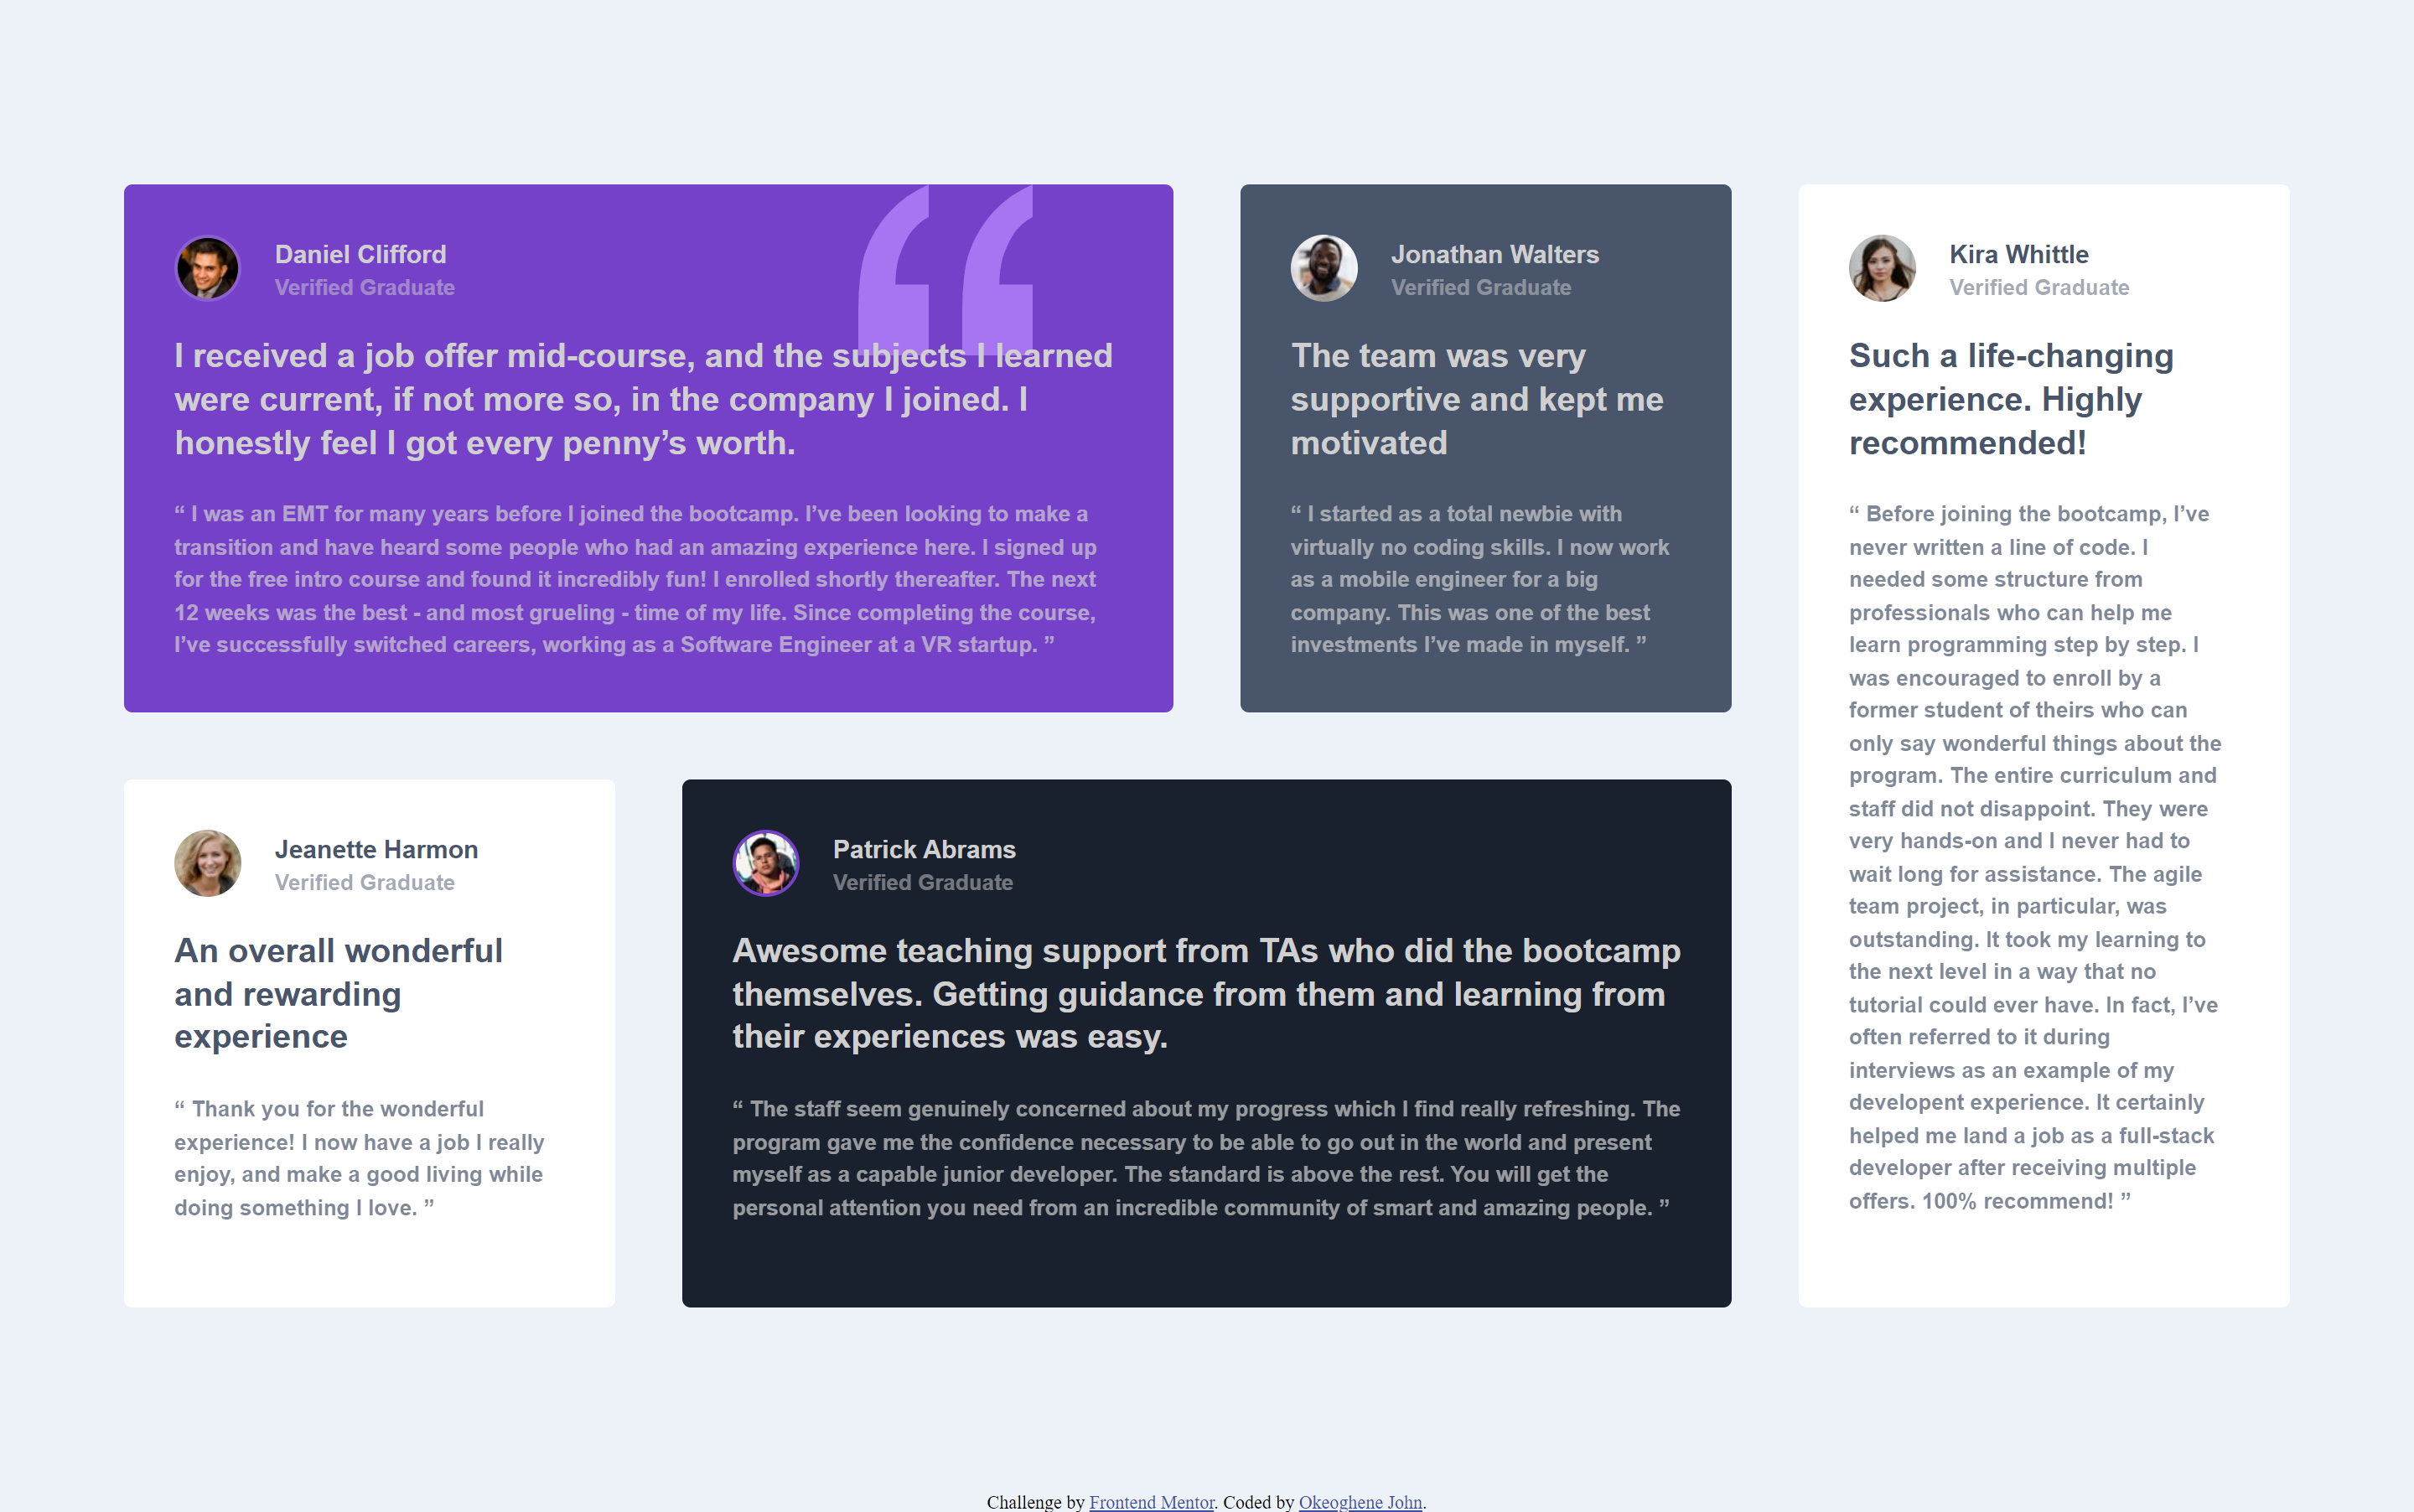 Daniel Clifford
Verified Graduate
I received a job offer mid-course, and the subjects I learned
were current, if not more so, in the company I joined. I
honestly feel I got every penny’s worth.
“ I was an EMT for many years before I joined the bootcamp. I’ve been looking to make a
transition and have heard some people who had an amazing experience here. I signed up
for the free intro course and found it incredibly fun! I enrolled shortly thereafter. The next
12 weeks was the best - and most grueling - time of my life. Since completing the course,
I’ve successfully switched careers, working as a Software Engineer at a VR startup. ”
Jonathan Walters
Verified Graduate
The team was very
supportive and kept me
motivated
“ I started as a total newbie with
virtually no coding skills. I now work
as a mobile engineer for a big
company. This was one of the best
investments I’ve made in myself. ”
Kira Whittle
Verified Graduate
Such a life-changing
experience. Highly
recommended!
“ Before joining the bootcamp, I’ve
never written a line of code. I
needed some structure from
professionals who can help me
learn programming step by step. I
was encouraged to enroll by a
former student of theirs who can
only say wonderful things about the
program. The entire curriculum and
staff did not disappoint. They were
very hands-on and I never had to
wait long for assistance. The agile
team project, in particular, was
outstanding. It took my learning to
the next level in a way that no
tutorial could ever have. In fact, I’ve
often referred to it during
interviews as an example of my
developent experience. It certainly
helped me land a job as a full-stack
developer after receiving multiple
offers. 100% recommend! ”
Jeanette Harmon
Verified Graduate
An overall wonderful
and rewarding
experience
“ Thank you for the wonderful
experience! I now have a job I really
enjoy, and make a good living while
doing something I love. ”
Patrick Abrams
Verified Graduate
Awesome teaching support from TAs who did the bootcamp
themselves. Getting guidance from them and learning from
their experiences was easy.
“ The staff seem genuinely concerned about my progress which I find really refreshing. The
program gave me the confidence necessary to be able to go out in the world and present
myself as a capable junior developer. The standard is above the rest. You will get the
personal attention you need from an incredible community of smart and amazing people. ”
Challenge by Frontend Mentor. Coded by Okeoghene John.